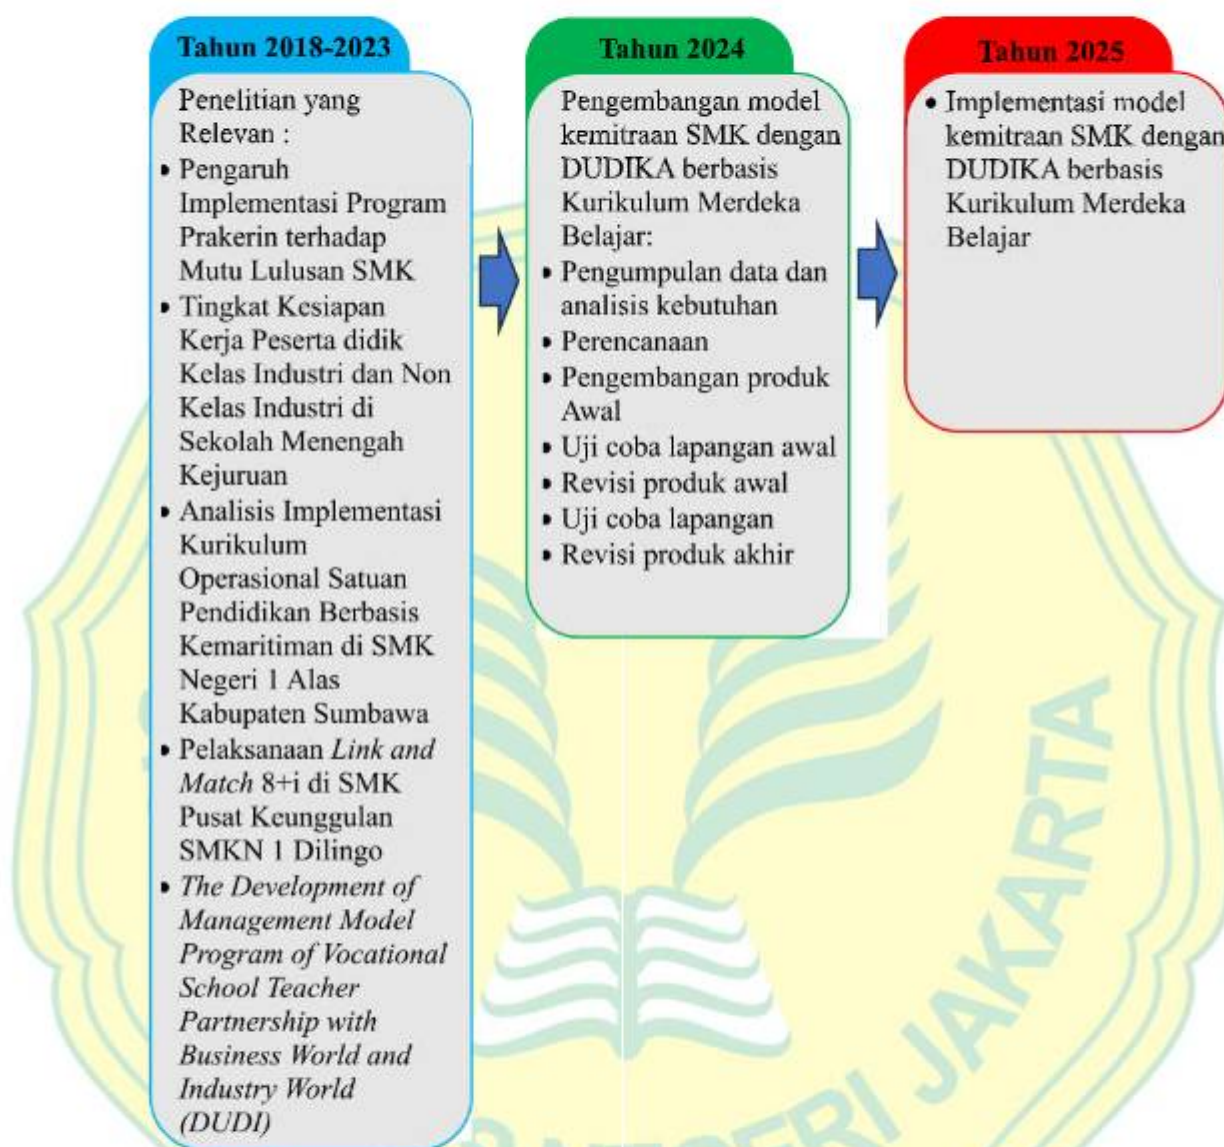 Tahun 2018-2023
Penelitian yang
Relevan :
• Pengaruh
Implementasi Program
Prakerin terhadap
Mutu Lulusan SMK
• Tingkat Kesiapan
Kerja Peserta didik
Kelas Industri dan Non
Kelas Industri di
Sekolah Menengah
Kejuruan
• Analisis Implementasi
Kurikulum
Operasional Satuan
Pendidikan Berbasis
Kemaritiman di SMK
Negeri 1 Alas
Kabupaten Sumbawa
• Pelaksanaan Link and
Match 8+i di SMK
Pusat Keunggulan
SMKN 1 Dilingo
• The Development of
Management Model
Program of Vocational
School Teacher
Partnership with
Business World and
Industry World
(DUDI)
Tahun 2024
Pengembangan model
kemitraan SMK dengan
DUDIKA berbasis
Kurikulum Merdeka
Belajar:
• Pengumpulan data dan
analisis kebutuhan
• Perencanaan
• Pengembangan produk
Awal
• Uji coba lapangan awal
• Revisi produk awal
• Uji coba lapangan
• Revisi produk akhir
Tahun 2025
• Implementasi model
kemitraan SMK dengan
DUDIKA berbasis
Kurikulum Merdeka
Belajar
JAKARTA